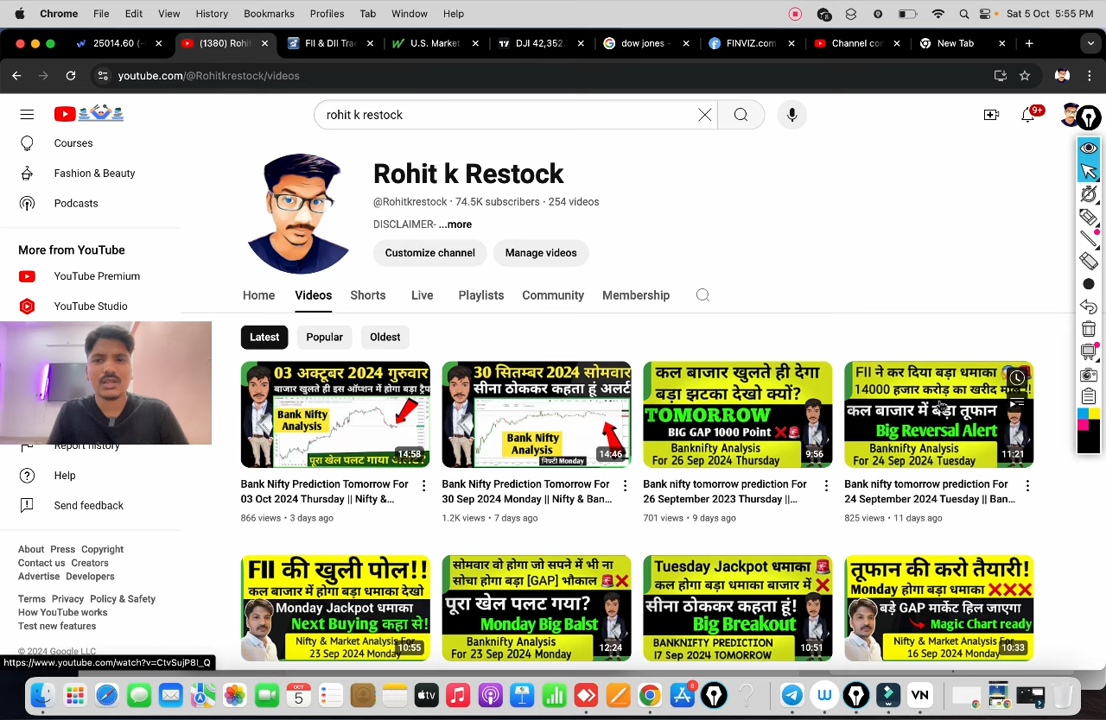 Chrome File Edit View History Bookmarks Profiles Tab Window Help Sat 5 Oct 5:55 PM
25014.60 (- (1380) Rohi FII & DII Tra U.S. Market DJI 42,352. dow jones - FINVIZ.com Channel co New Tab
youtube.com/@Rohitkrestock/videos
rohit k restock
9+
Courses
Fashion & Beauty
Podcasts
More from YouTube
YouTube Premium
YouTube Studio
Report history
Help
Send feedback
About Press Copyright
Contact us Creators
Advertise Developers
Terms Privacy Policy & Safety
How YouTube works
Test new features
© 2024 Google LLC
https://www.youtube.com/watch?v=CtvSujP8I_Q
Rohit k Restock
@Rohitkrestock · 74.5K subscribers · 254 videos
DISCLAIMER- ...more
Customize channel Manage videos
Home Videos Shorts Live Playlists Community Membership
Latest Popular Oldest
03 अक्टूबर 2024 गुरुवार
बाजार खुलते ही इस ऑप्शन में होगा बड़ा ट्रैप
Bank Nifty
Analysis
पूरा खेल पलट गया अलर्ट
14:58
Bank Nifty Prediction Tomorrow For
03 Oct 2024 Thursday || Nifty &...
866 views · 3 days ago
30 सितम्बर 2024 सोमवार
सीना ठोककर कहता हूं अलर्ट
Bank Nifty
Analysis
निफ्टी Monday
14:46
Bank Nifty Prediction Tomorrow For
30 Sep 2024 Monday || Nifty & Ban...
1.2K views · 7 days ago
कल बाजार खुलते ही देगा
बड़ा झटका देखो क्यों?
TOMORROW
BIG GAP 1000 Point
Bank Nifty Analysis
For 26 Sep 2024 Thursday
9:56
Bank nifty tomorrow prediction For
26 September 2023 Thursday ||...
701 views · 9 days ago
FII ने कर दिया बड़ा धमाका
14000 हजार करोड़ का खरीद
कल बाजार में बड़ा तूफान
Big Reversal Alert
Bank Nifty Analysis
For 24 Sep 2024 Tuesday
11:21
Bank nifty tomorrow prediction For
24 September 2024 Tuesday || Ban...
825 views · 11 days ago
FII की खुली पोल!!
कल बाजार में होगा बड़ा धमाका देखो
Monday Jackpot धमाका
Next Buying कहा से!
Nifty & Market Analysis For
23 Sep 2024
10:55
सोमवार वो होगा जो सपने में भी ना
सोचा होगा बड़ा [GAP] भौकाल
पूरा खेल पलट गया?
Monday Big Balst
Banknifty Analysis
For 23 Sep 2024 Monday
12:24
Tuesday Jackpot धमाका
कल होगा बड़ा धमाका बाजार में
सीना ठोककर कहता हूं!
Big Breakout
BANKNIFTY PREDICTION
17 Sep 2024 TOMORROW
10:51
तूफान की करो तैयारी!
Monday होगा बड़ा धमाका XXX
बड़े GAP मार्केट हिल जाएगा
Magic Chart ready
Nifty & Market Analysis For
16 Sep 2024
10:33